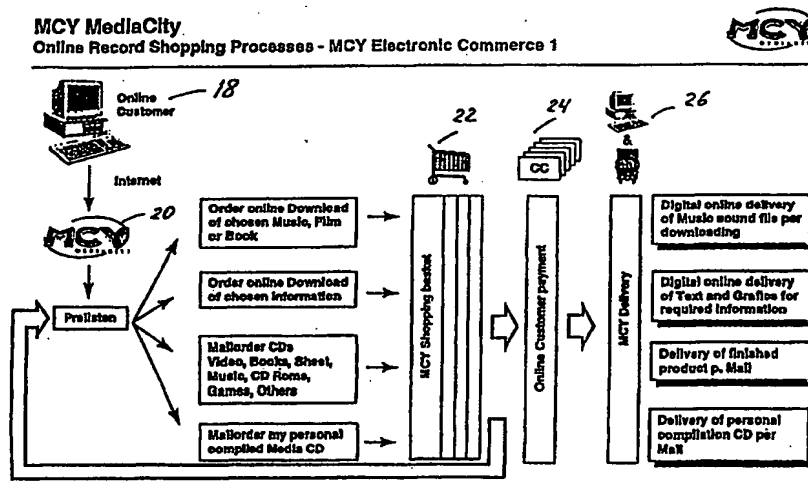 MCY MediaCity
Online Record Shopping Processes - MCY Electronic Commerce 1
MCY
Online
Customer
18
Internet
MCY
20
Prelisten
Order online Download
of chosen Music, Film
or Book
Order online Download
of chosen Information
Mailorder CDs
Video, Books, Sheet,
Music, CD Roms,
Games, Others
Mailorder my personal
compiled Media CD
22
MCY Shopping basket
24
CC
Online Customer payment
26
&
MCY Delivery
Digital online delivery
of Music sound file per
downloading
Digital online delivery
of Text and Grafics for
required Information
Delivery of finished
product p. Mail
Delivery of personal
compilation CD per
Mail